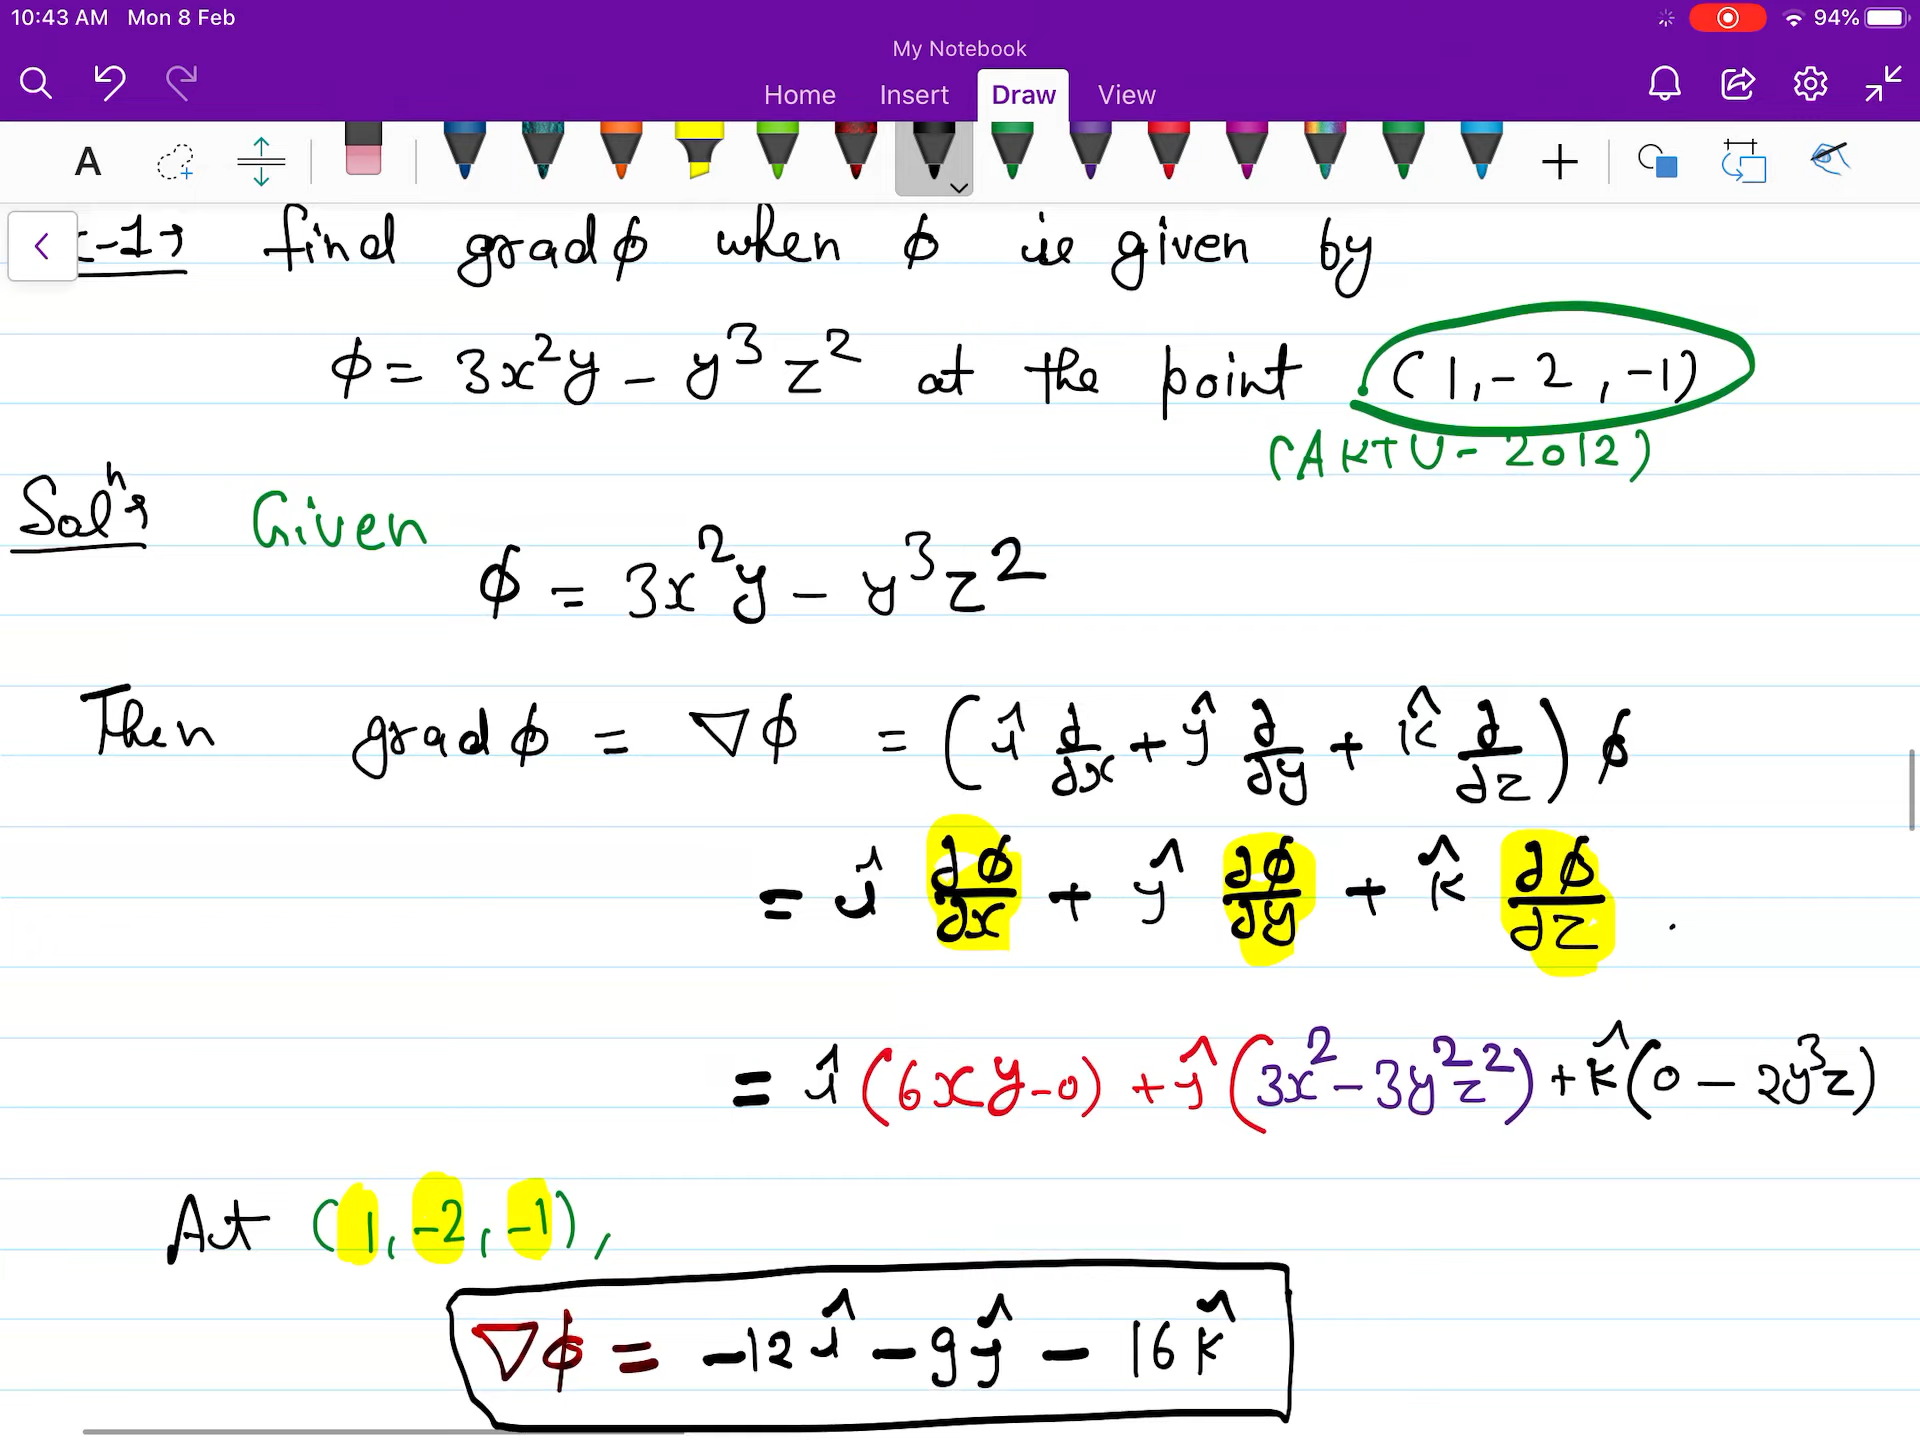 10:43 AM Mon 8 Feb
94%
My Notebook
Home Insert Draw View
A
-1→ find grad ϕ when ϕ is given by
ϕ = 3x²y - y³z² at the point (1, -2, -1)
(AKTU - 2012)
Solⁿ→ Given
ϕ = 3x²y - y³z²
Then grad ϕ = ▽ϕ = (î ∂/∂x + ĵ ∂/∂y + k̂ ∂/∂z) ϕ
= î ∂ϕ/∂x + ĵ ∂ϕ/∂y + k̂ ∂ϕ/∂z .
= î (6xy-0) + ĵ (3x² - 3y²z²) + k̂ (0 - 2y³z)
At (1, -2, -1),
▽ϕ = -12î - 9ĵ - 16k̂